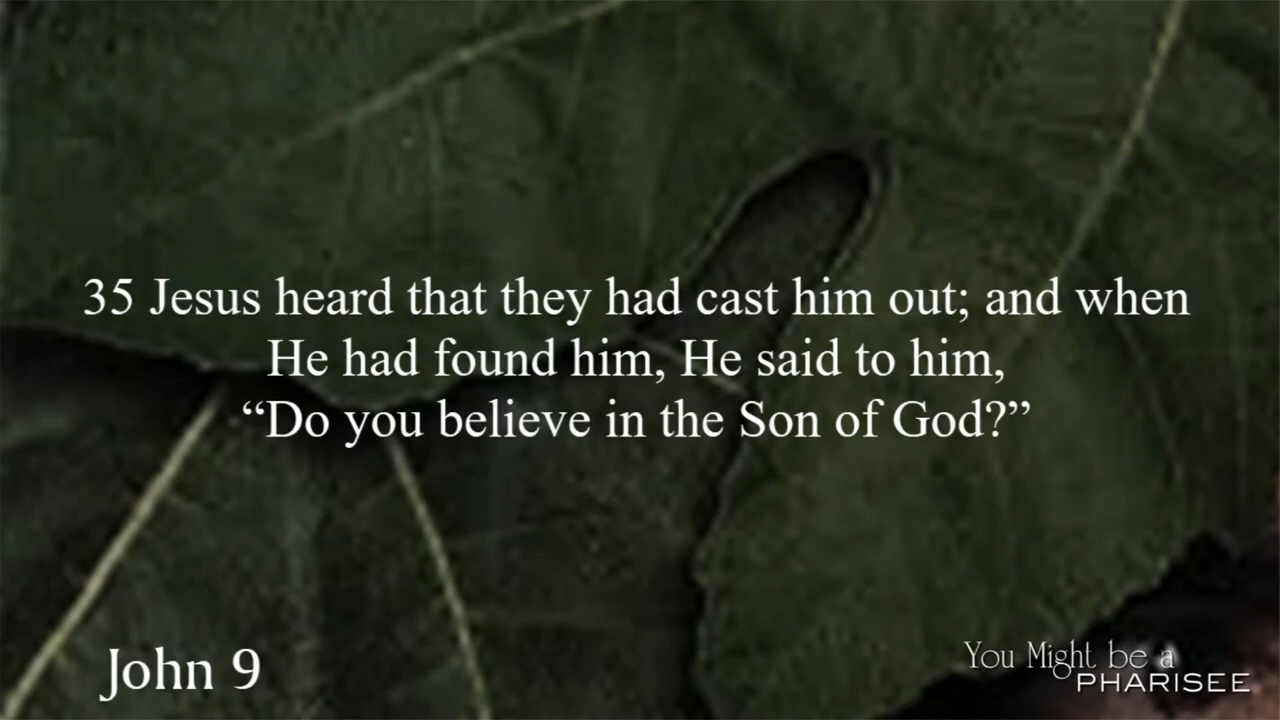 35 Jesus heard that they had cast him out; and when
He had found him, He said to him,
“Do you believe in the Son of God?”
John 9
You Might be a
PHARISEE